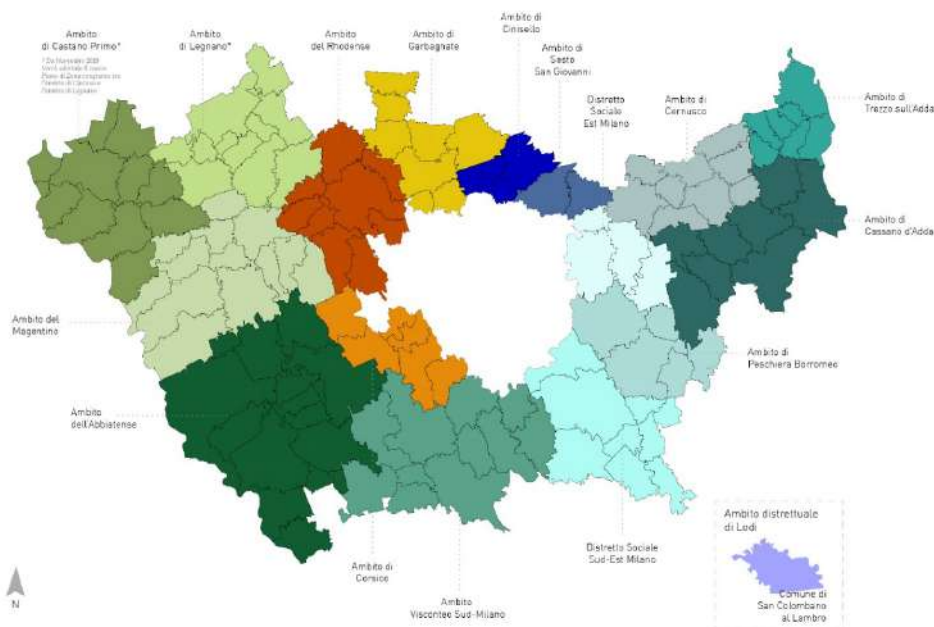 Ambito
di Castano Primo*
Ambito
di Legnano*
Ambito
del Rhodense
Ambito di
Garbagnate
Ambito di
Cinisello
Ambito di
Sesto
San Giovanni
Distretto
Sociale
Est Milano
Ambito di
Cernusco
Ambito di
Trezzo sull'Adda
Ambito di
Cassano d'Adda
Ambito del
Magentino
Ambito di
Peschiera Borromeo
Ambito
dell'Abbiatense
Ambito di
Corsico
Ambito
Visconteo Sud-Milano
Distretto Sociale
Sud-Est Milano
Ambito distrettuale
di Lodi
Comune di
San Colombano
al Lambro
N